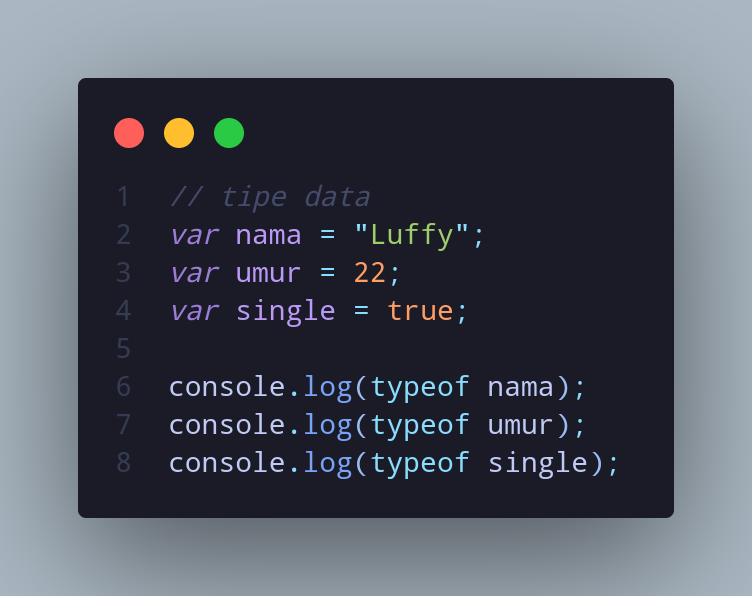 1 // tipe data
2 var nama = "Luffy";
3 var umur = 22;
4 var single = true;
5
6 console.log(typeof nama);
7 console.log(typeof umur);
8 console.log(typeof single);